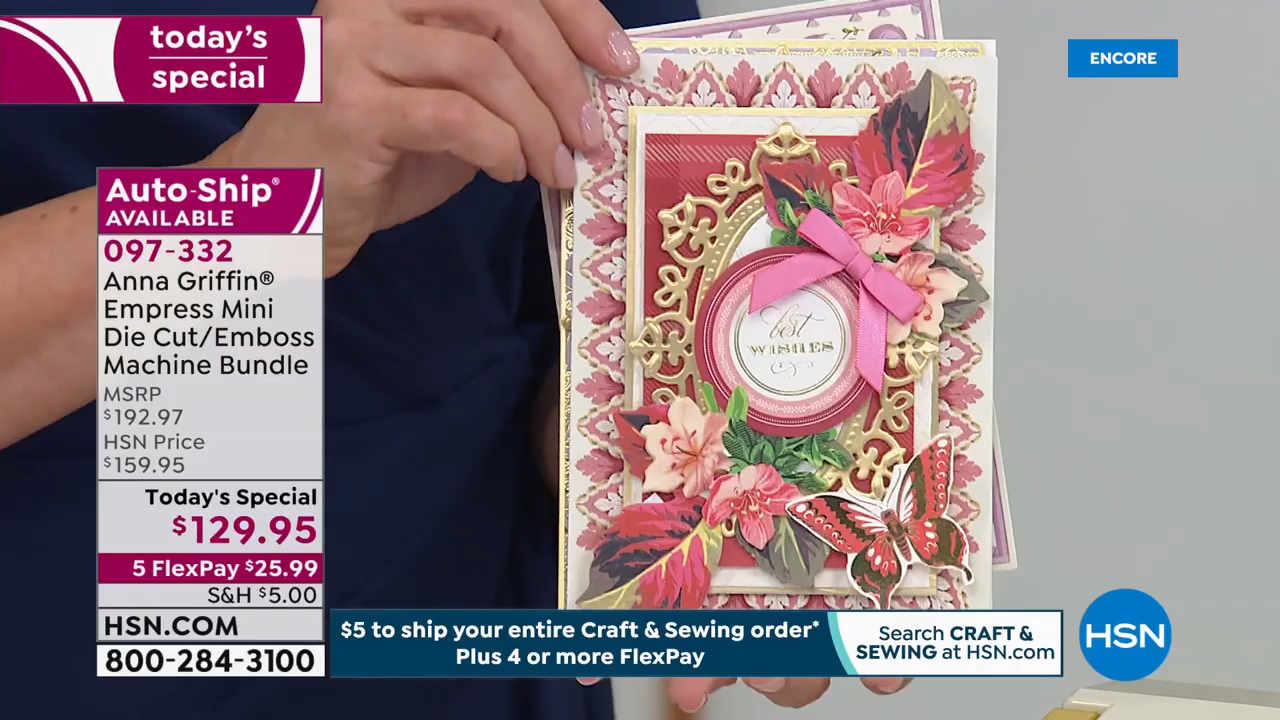 today's
special
ENCORE
Auto-Ship®
AVAILABLE
097-332
Anna Griffin®
Empress Mini
Die Cut/Emboss
Machine Bundle
MSRP
$192.97
HSN Price
$159.95
Today's Special
$129.95
5 FlexPay $25.99
S&H $5.00
HSN.COM
800-284-3100
best
WISHES
$5 to ship your entire Craft & Sewing order*
Plus 4 or more FlexPay
Search CRAFT &
SEWING at HSN.com
HSN